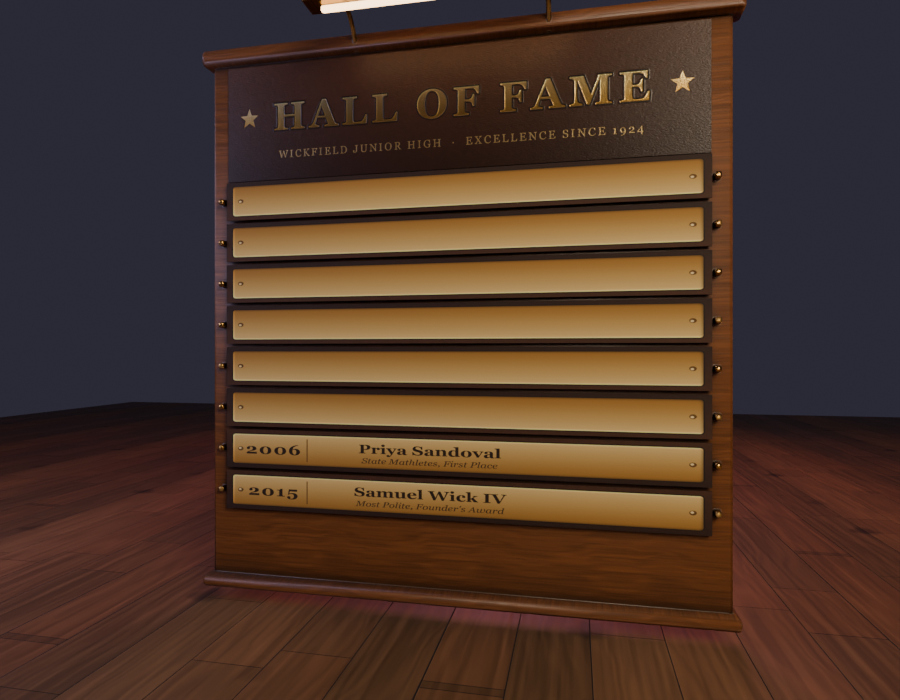 HALL OF FAME
WICKFIELD JUNIOR HIGH · EXCELLENCE SINCE 1924
2006 Priya Sandoval
State Mathletes, First Place
2015 Samuel Wick IV
Most Polite, Founder's Award